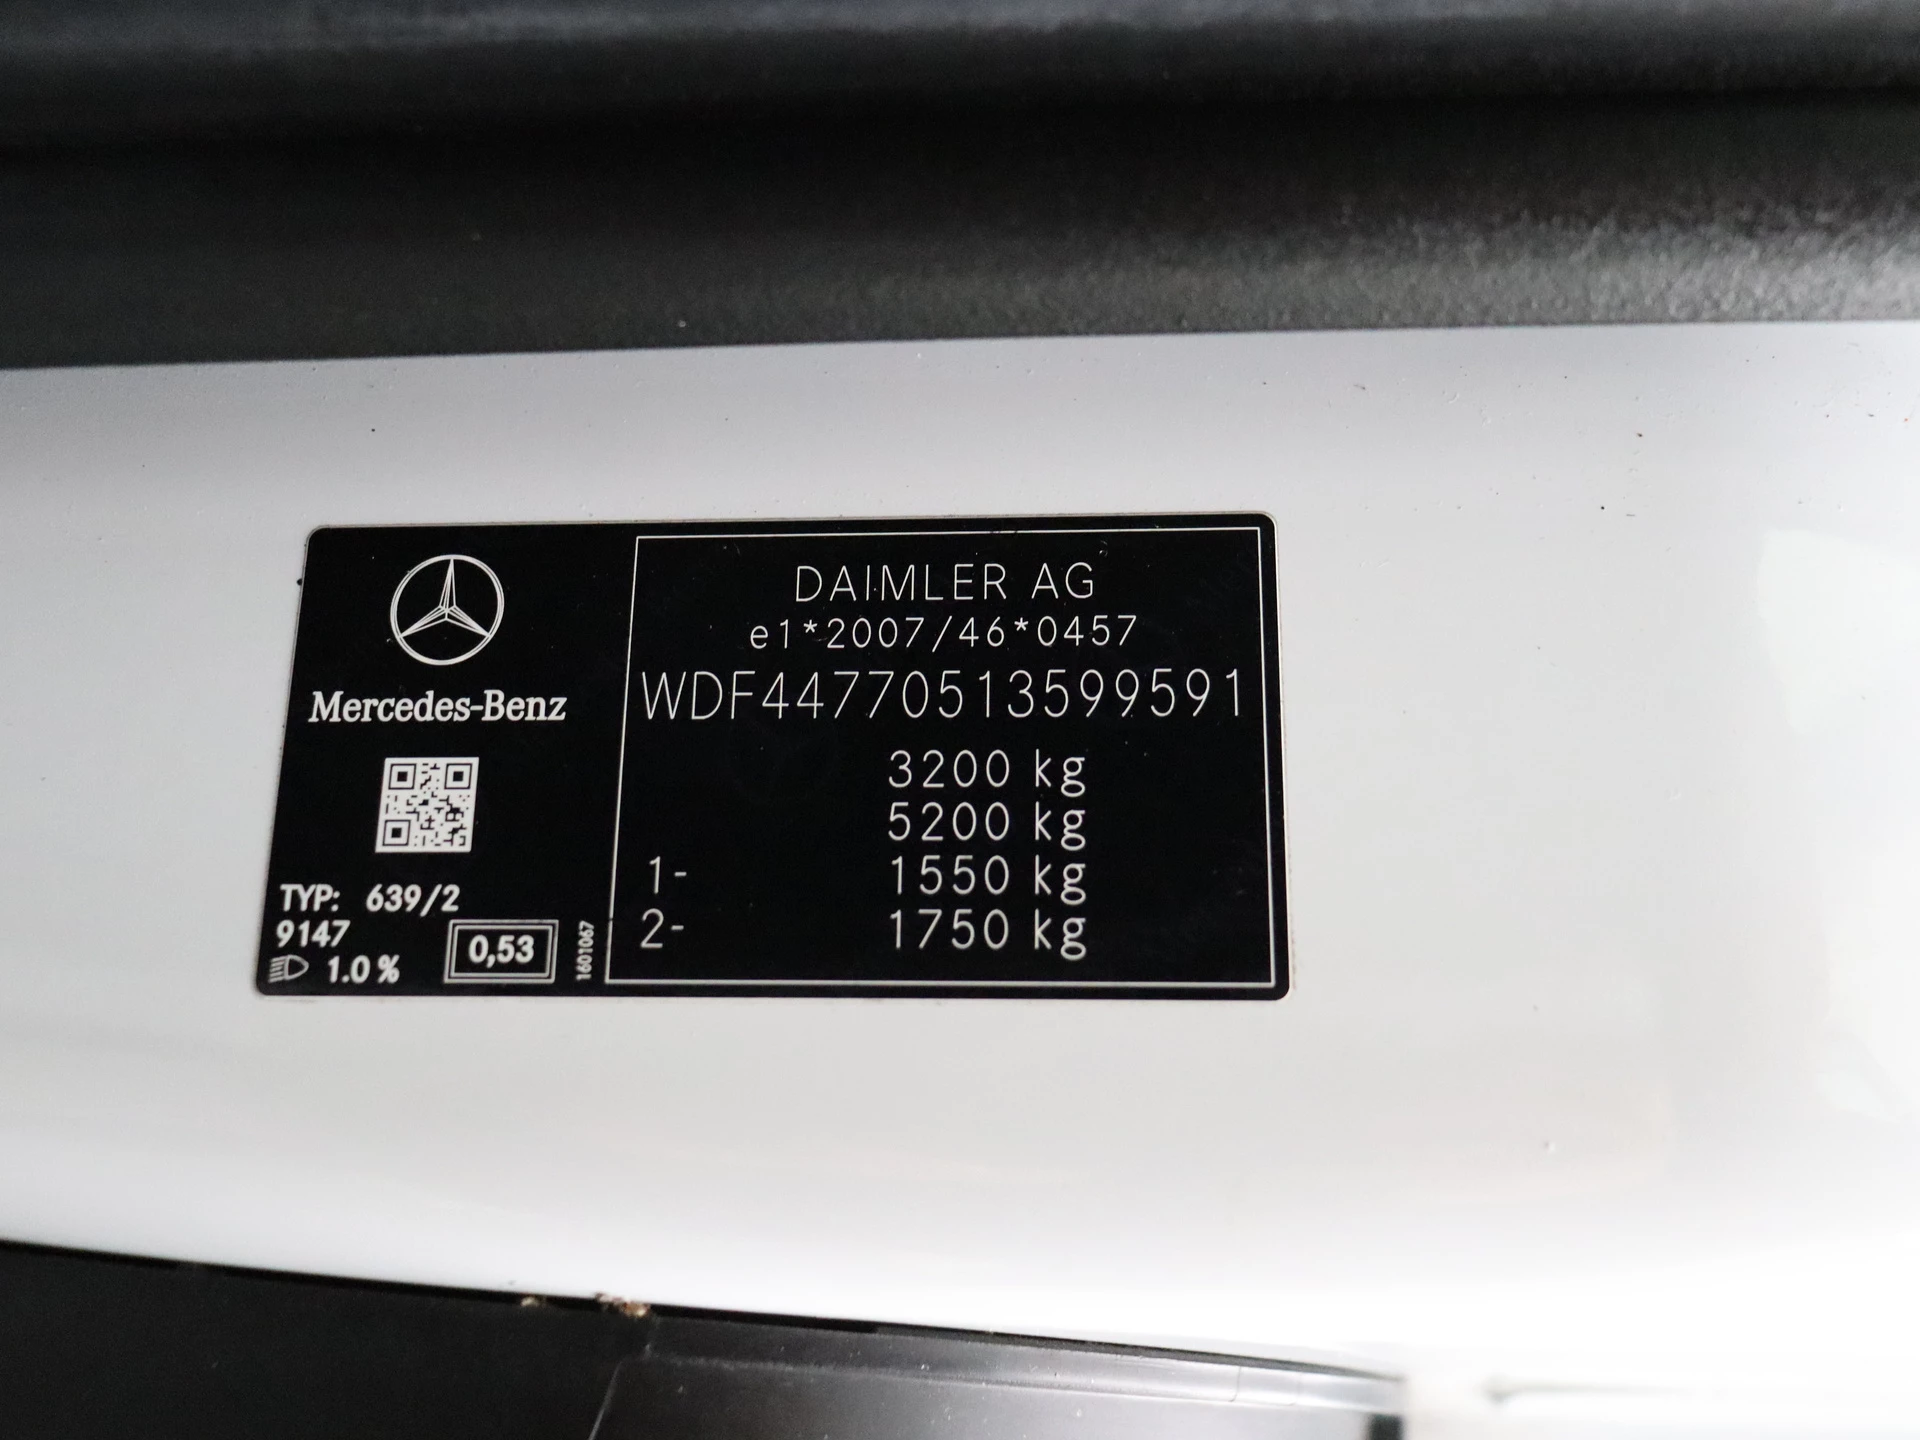 Mercedes-Benz
TYP: 639/2
9147
1.0 %
0,53
1601067
DAIMLER AG
e1*2007/46*0457
WDF44770513599591
3200 kg
5200 kg
1- 1550 kg
2- 1750 kg